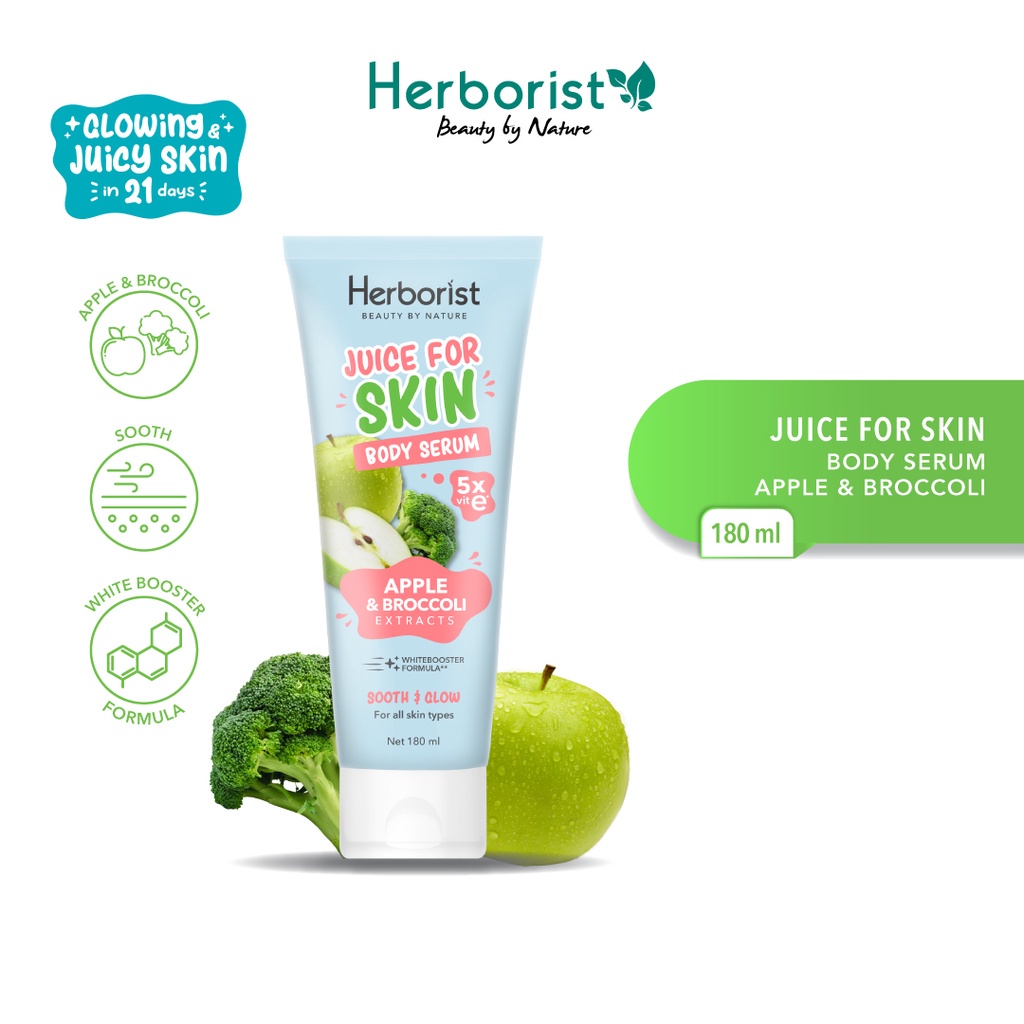 Herborist
Beauty by Nature
GLOWING &
JUICY SKIN
in 21 days
APPLE & BROCCOLI
SOOTH
WHITE BOOSTER
FORMULA
Herborist
BEAUTY BY NATURE
JUICE FOR
SKIN
BODY SERUM
5x
vit e*
APPLE
& BROCCOLI
EXTRACTS
WHITEBOOSTER
FORMULA**
SOOTH & GLOW
For all skin types
Net 180 ml
JUICE FOR SKIN
BODY SERUM
APPLE & BROCCOLI
180 ml